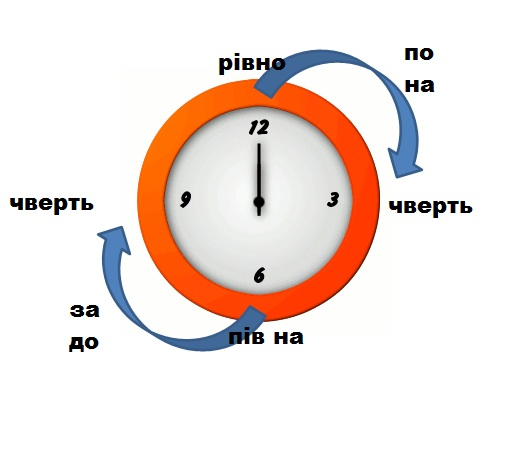 рівно
по
на
12
9
3
чверть
чверть
6
за
до
пів на